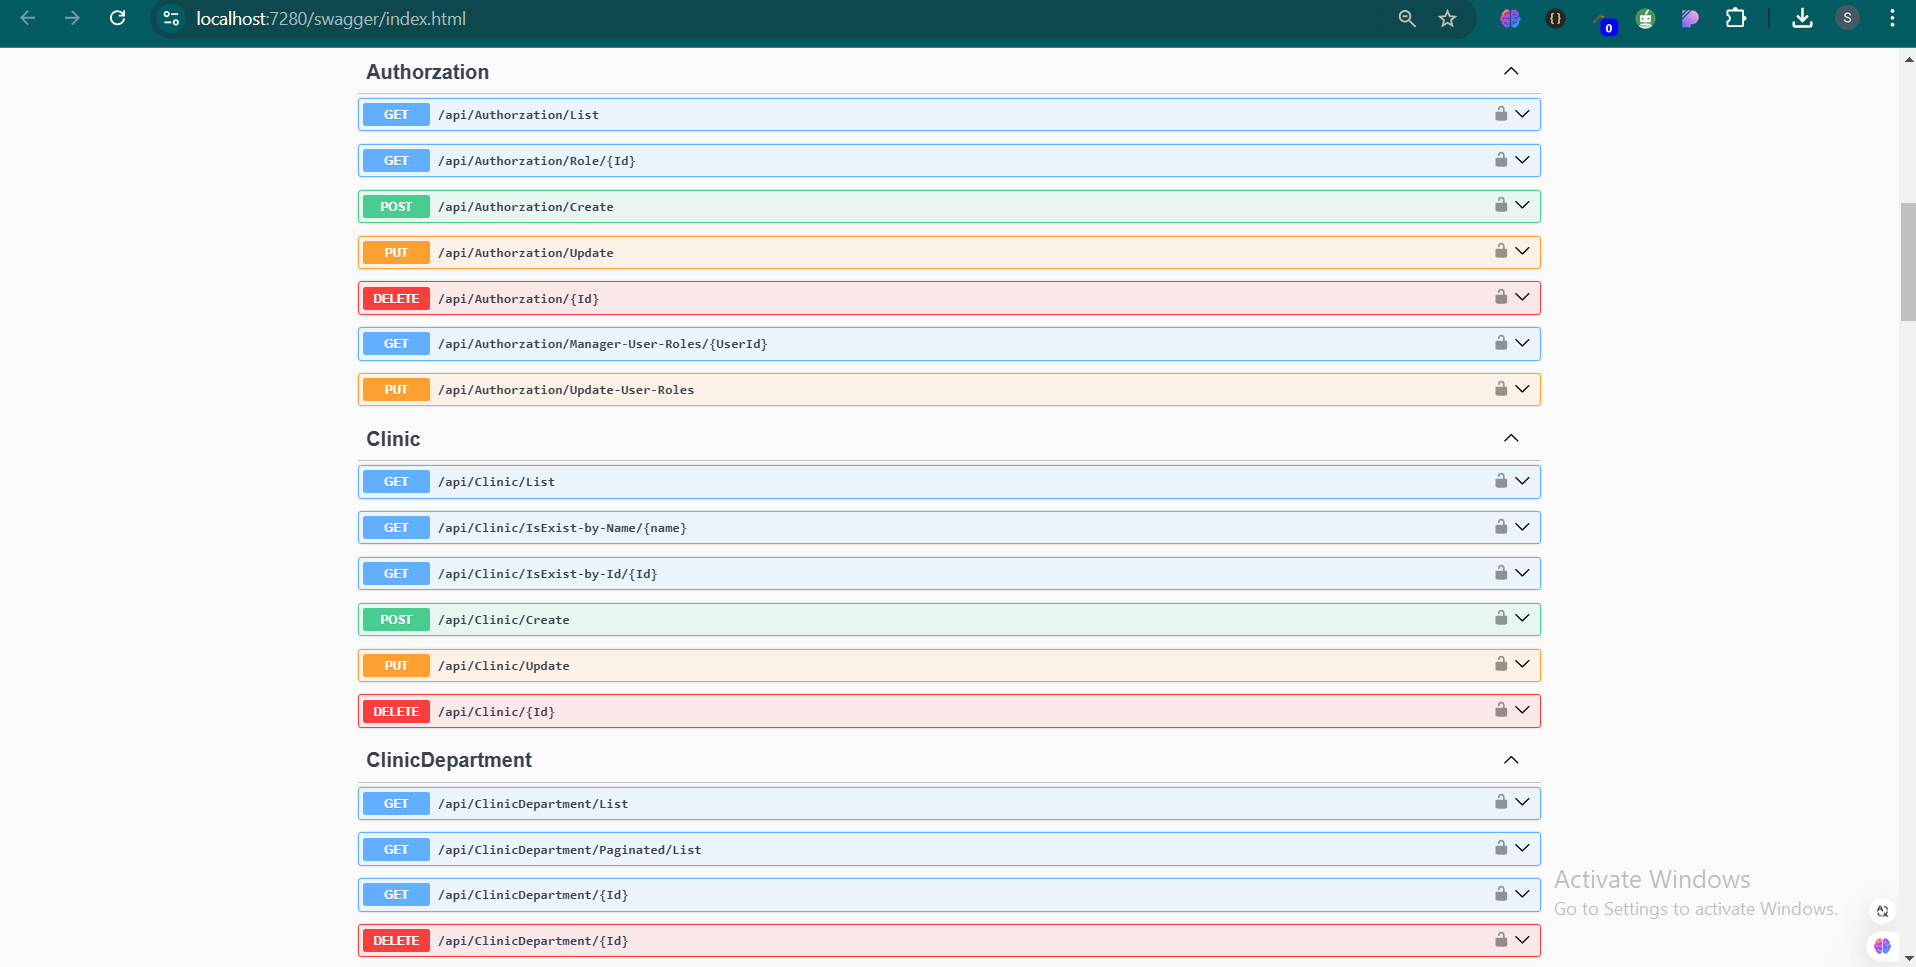 localhost:7280/swagger/index.html
0
S
Authorzation
GET /api/Authorzation/List
GET /api/Authorzation/Role/{Id}
POST /api/Authorzation/Create
PUT /api/Authorzation/Update
DELETE /api/Authorzation/{Id}
GET /api/Authorzation/Manager-User-Roles/{UserId}
PUT /api/Authorzation/Update-User-Roles
Clinic
GET /api/Clinic/List
GET /api/Clinic/IsExist-by-Name/{name}
GET /api/Clinic/IsExist-by-Id/{Id}
POST /api/Clinic/Create
PUT /api/Clinic/Update
DELETE /api/Clinic/{Id}
ClinicDepartment
GET /api/ClinicDepartment/List
GET /api/ClinicDepartment/Paginated/List
GET /api/ClinicDepartment/{Id}
DELETE /api/ClinicDepartment/{Id}
Activate Windows
Go to Settings to activate Windows.